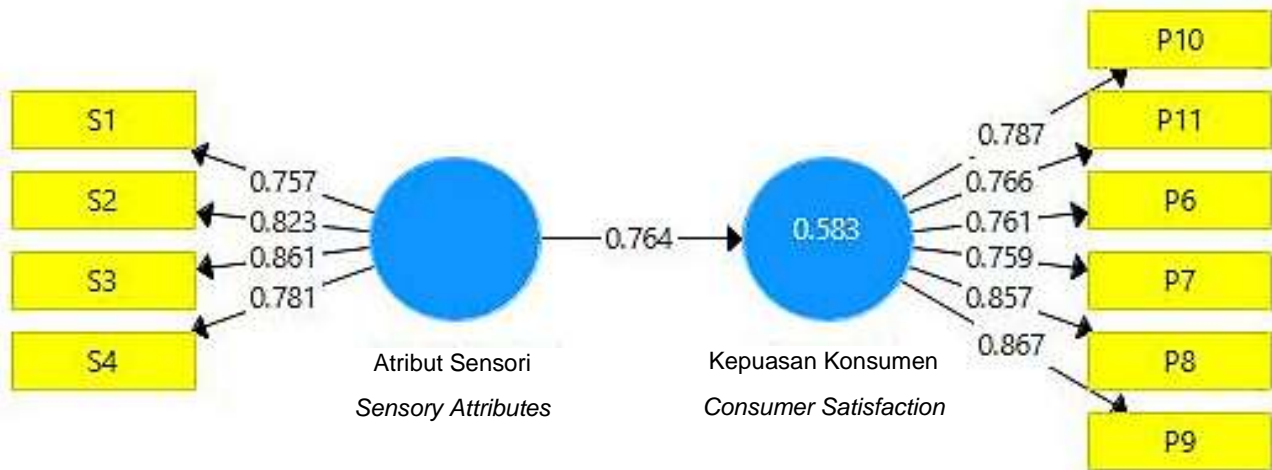 S1
S2
S3
S4
0.757
0.823
0.861
0.781
Atribut Sensori
Sensory Attributes
0.764
0.583
Kepuasan Konsumen
Consumer Satisfaction
0.787
0.766
0.761
0.759
0.857
0.867
P10
P11
P6
P7
P8
P9